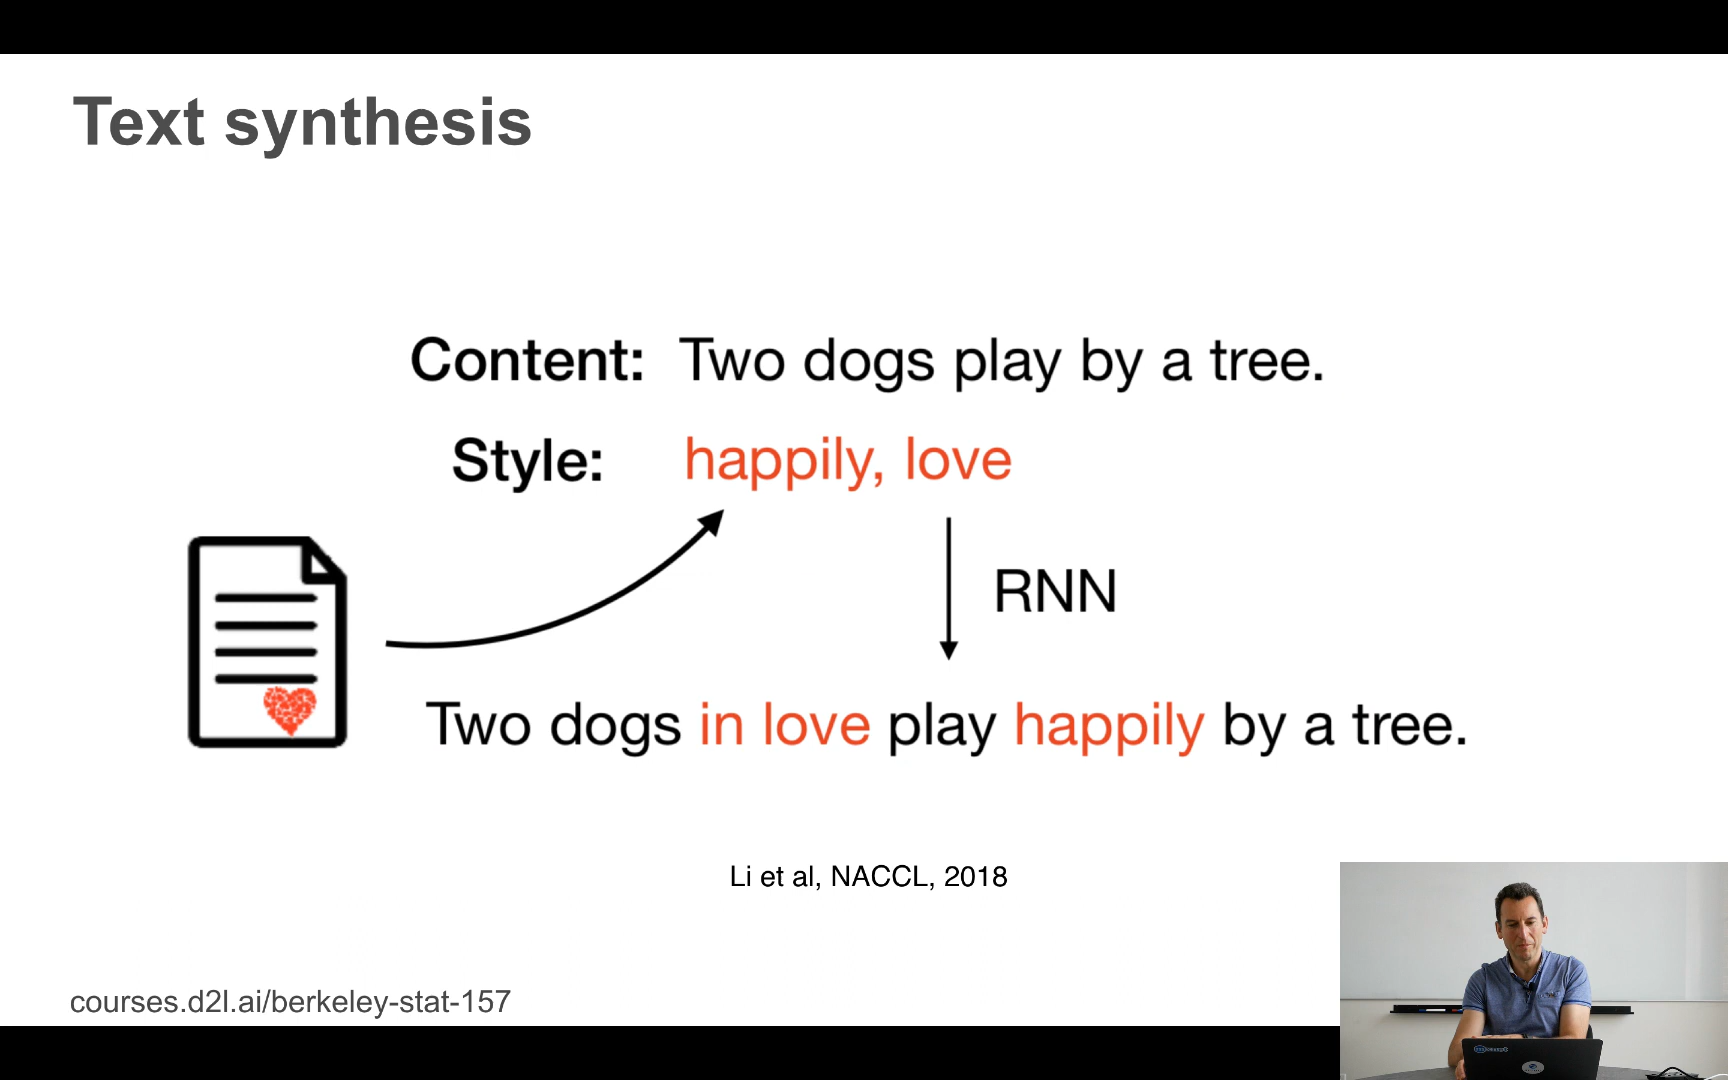 Text synthesis
Content: Two dogs play by a tree.
Style: happily, love
RNN
Two dogs in love play happily by a tree.
Li et al, NACCL, 2018
courses.d2l.ai/berkeley-stat-157